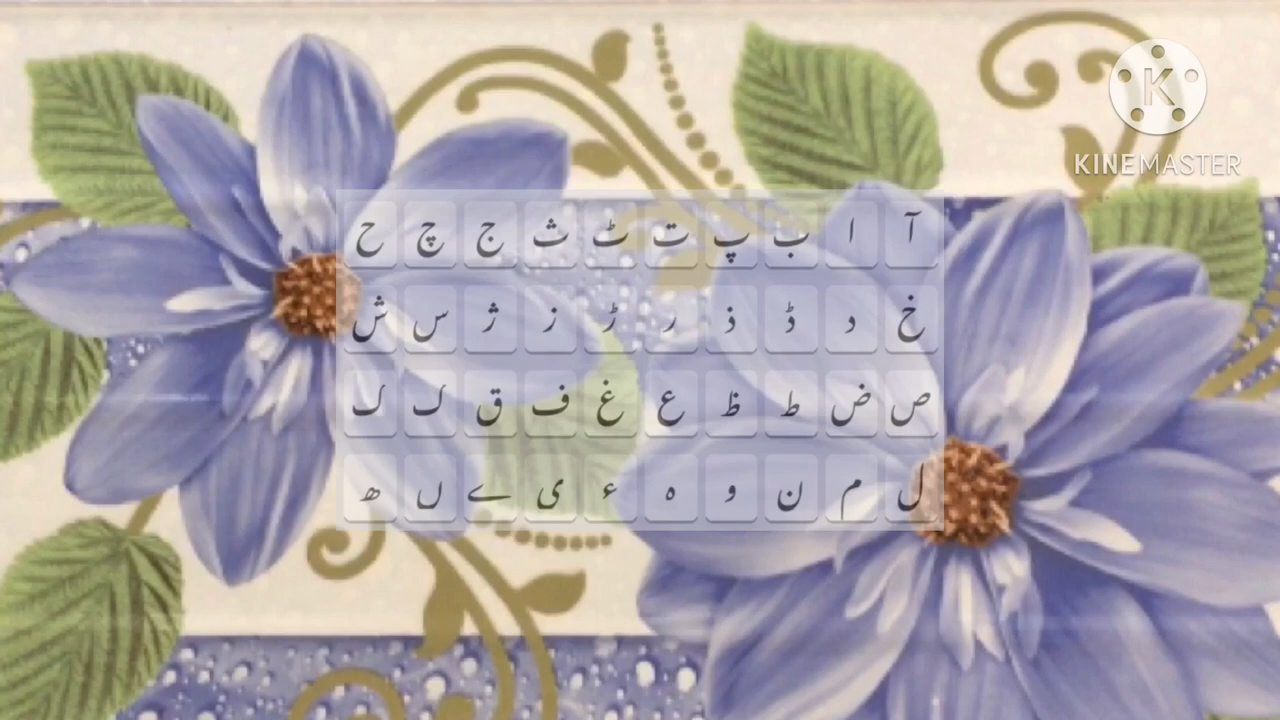 KINEMASTER
آ ا ب پ ت ٹ ث ج چ ح
خ د ڈ ذ ر ڑ ز ژ س ش
ص ض ط ظ ع غ ف ق
ل م ن و ہ ء ی ے ں ھ